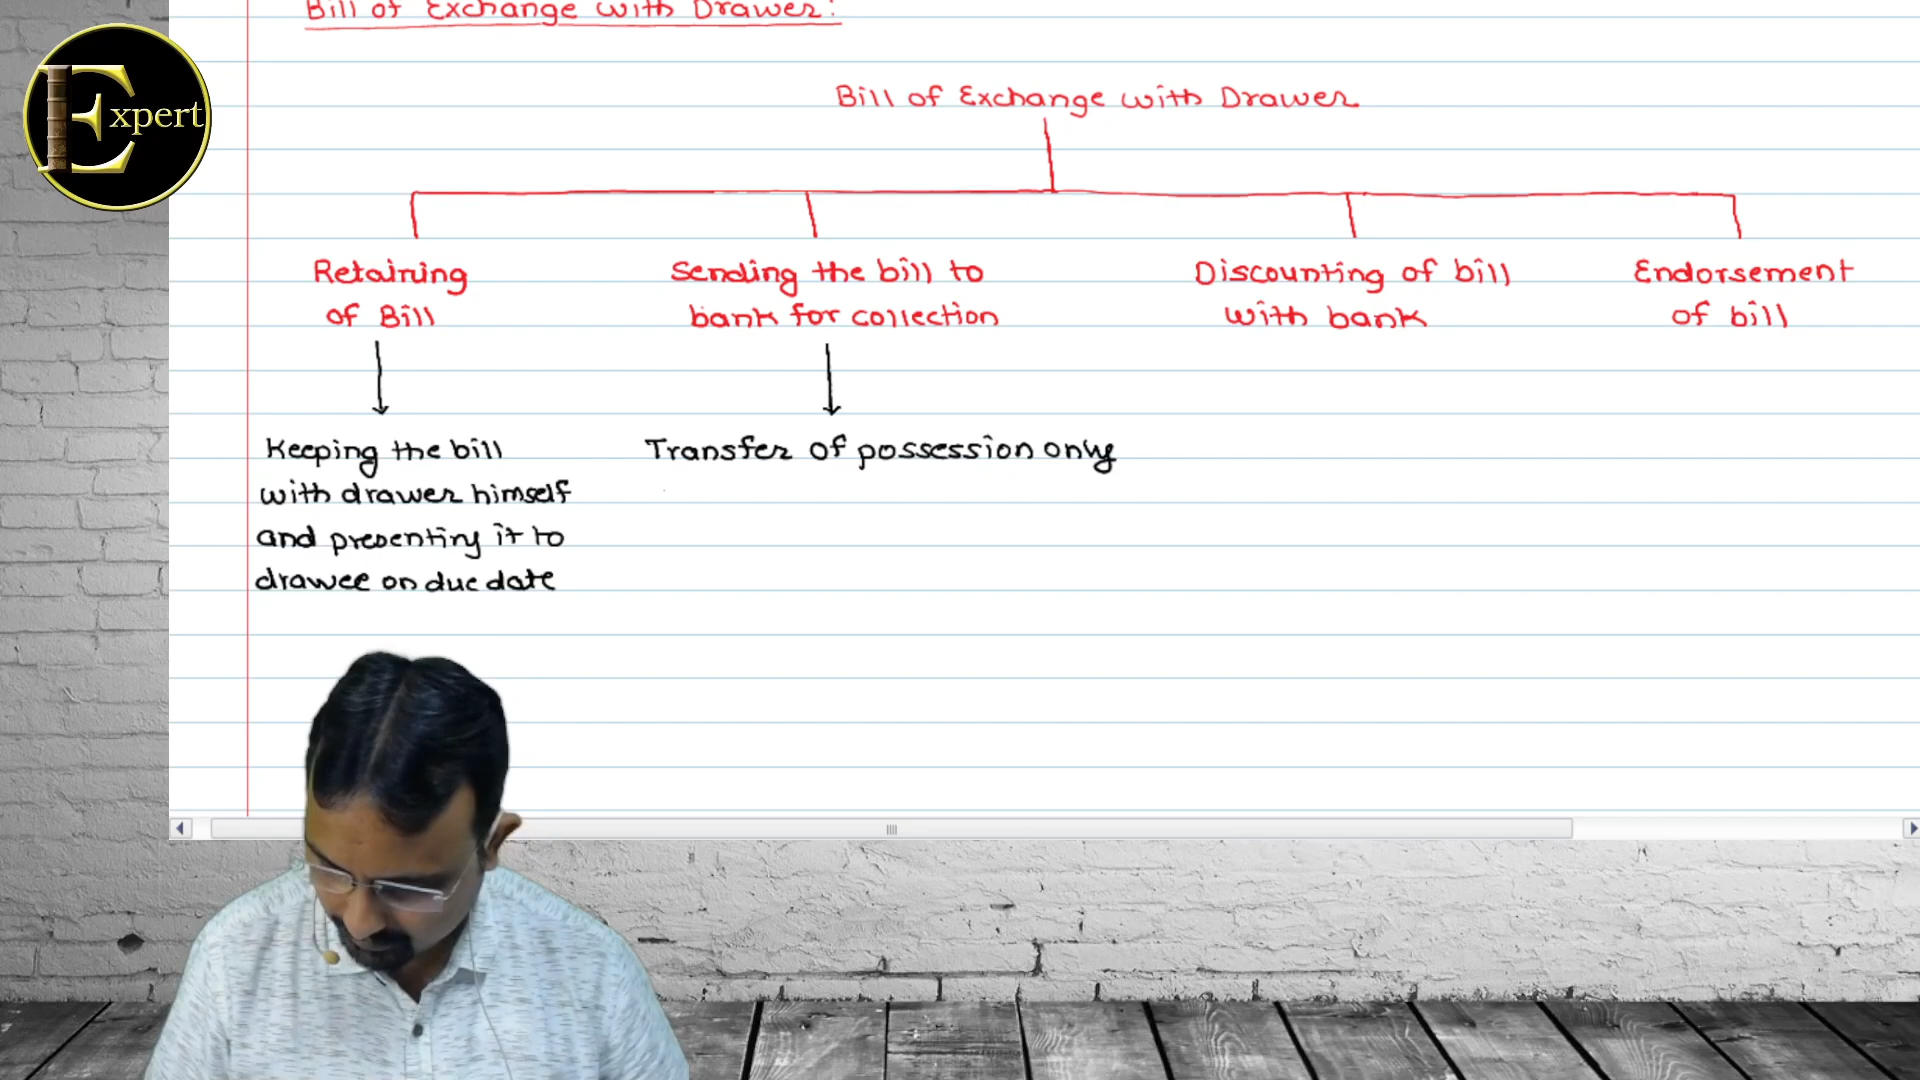 Bill of Exchange with Drawer:
Expert
Bill of Exchange with Drawer
Retaining
of Bill
Sending the bill to
bank for collection
Discounting of bill
with bank
Endorsement
of bill
Keeping the bill
with drawer himself
and presenting it to
drawee on due date
Transfer of possession only